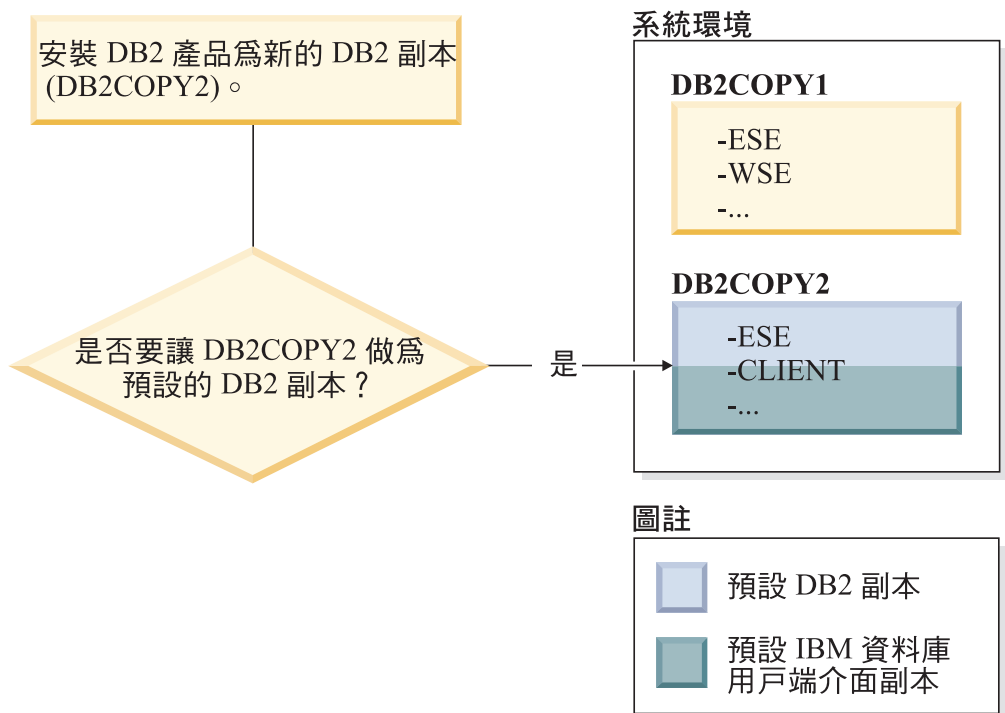 安裝 DB2 產品爲新的 DB2 副本
(DB2COPY2)。
是否要讓 DB2COPY2 做爲
預設的 DB2 副本？
是
系統環境
DB2COPY1
-ESE
-WSE
-...
DB2COPY2
-ESE
-CLIENT
-...
圖註
預設 DB2 副本
預設 IBM 資料庫
用戶端介面副本